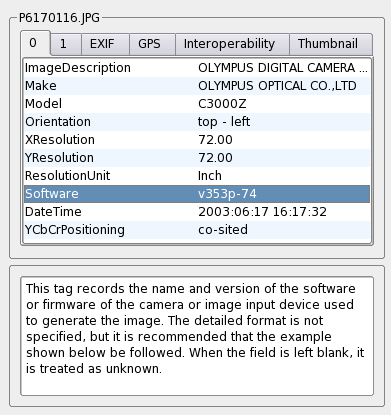 P6170116.JPG
0 1 EXIF GPS Interoperability Thumbnail
ImageDescription OLYMPUS DIGITAL CAMERA ...
Make OLYMPUS OPTICAL CO.,LTD
Model C3000Z
Orientation top - left
XResolution 72.00
YResolution 72.00
ResolutionUnit Inch
Software v353p-74
DateTime 2003:06:17 16:17:32
YCbCrPositioning co-sited
This tag records the name and version of the software
or firmware of the camera or image input device used
to generate the image. The detailed format is not
specified, but it is recommended that the example
shown below be followed. When the field is left blank, it
is treated as unknown.